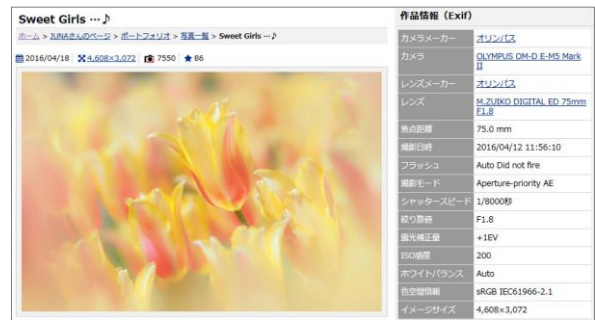 Sweet Girls …♪
ホーム > JUNAさんのページ > ポートフォリオ > 写真一覧 > Sweet Girls …♪
2016/04/18 4,608×3,072 7550 ★ 86
作品情報（Exif）
カメラメーカー オリンパス
カメラ OLYMPUS OM-D E-M5 Mark
II
レンズメーカー オリンパス
レンズ M.ZUIKO DIGITAL ED 75mm
F1.8
焦点距離 75.0 mm
撮影日時 2016/04/12 11:56:10
フラッシュ Auto Did not fire
撮影モード Aperture-priority AE
シャッタースピード 1/8000秒
絞り数値 F1.8
露光補正量 +1EV
ISO感度 200
ホワイトバランス Auto
色空間情報 sRGB IEC61966-2.1
イメージサイズ 4,608×3,072